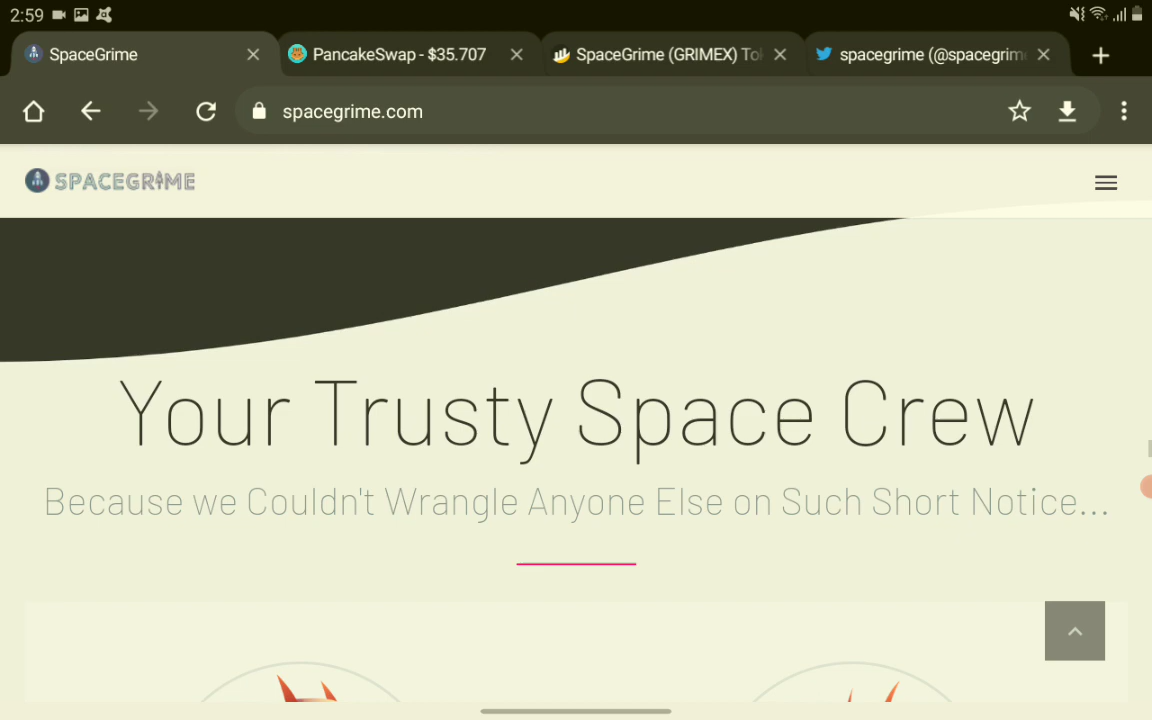 2:59
SpaceGrime
PancakeSwap - $35.707
SpaceGrime (GRIMEX) To
spacegrime (@spacegrim
spacegrime.com
SPACEGRIME
Your Trusty Space Crew
Because we Couldn't Wrangle Anyone Else on Such Short Notice...